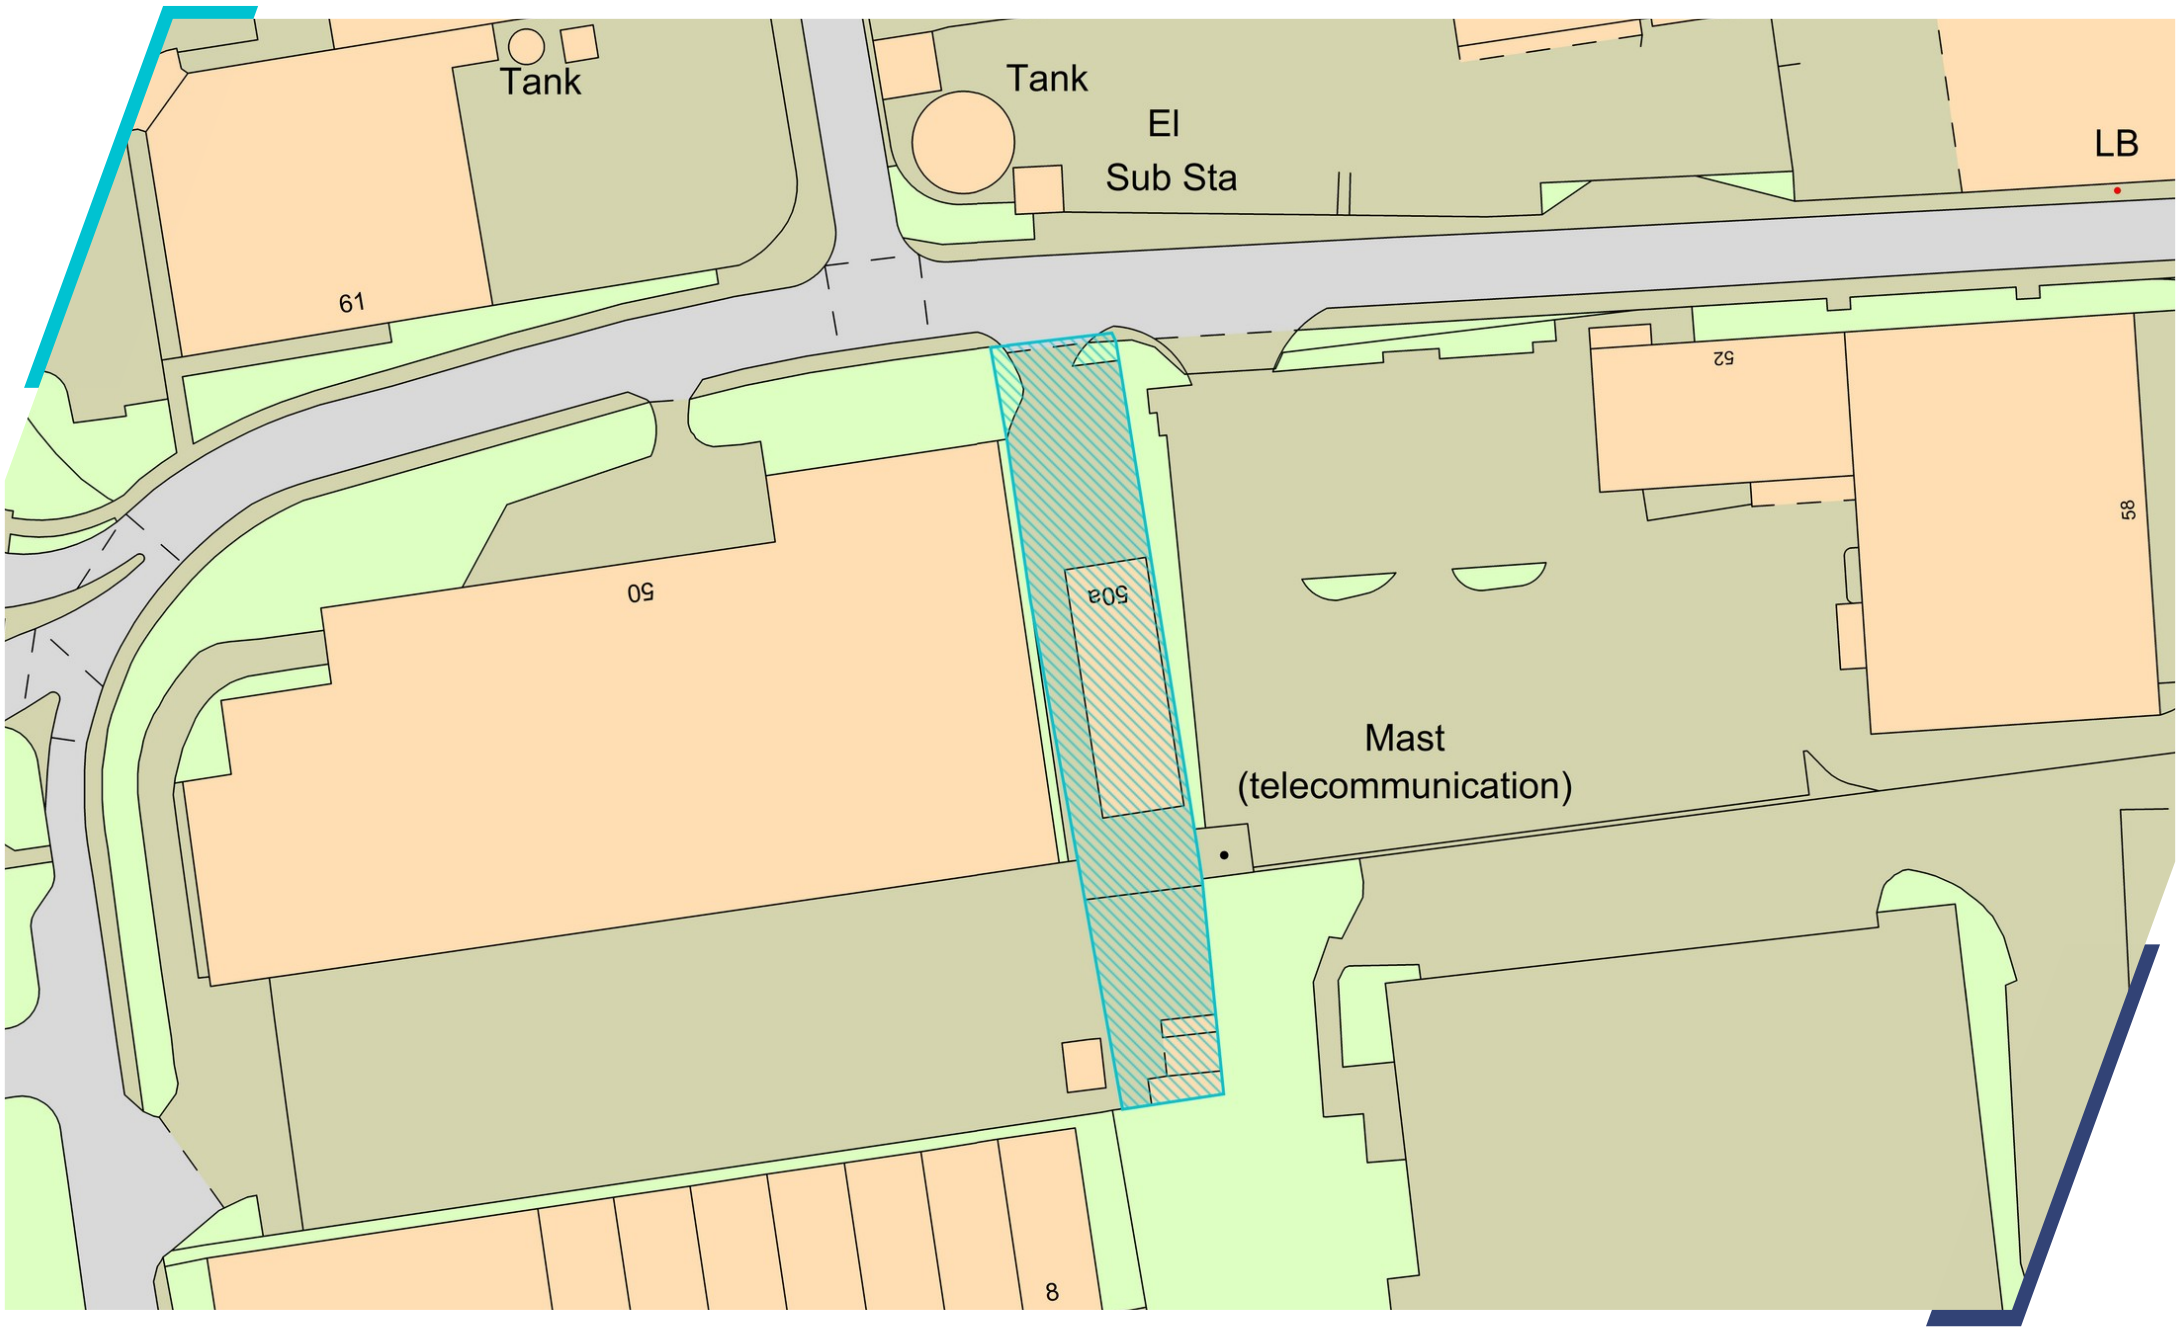 Tank
Tank
El
Sub Sta
LB
61
52
58
50
50a
Mast
(telecommunication)
8